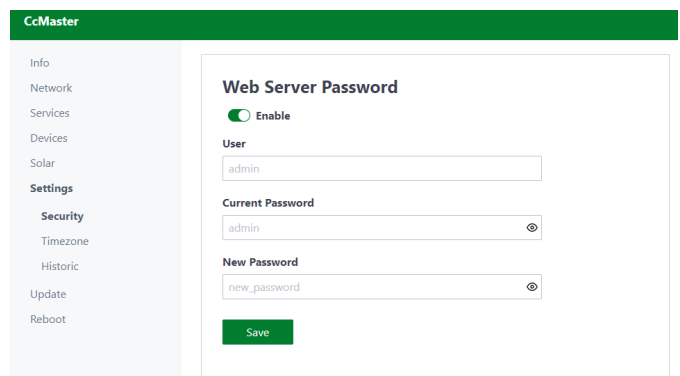 CcMaster
Info
Network
Services
Devices
Solar
Settings
Security
Timezone
Historic
Update
Reboot
Web Server Password
Enable
User
admin
Current Password
admin
New Password
new_password
Save